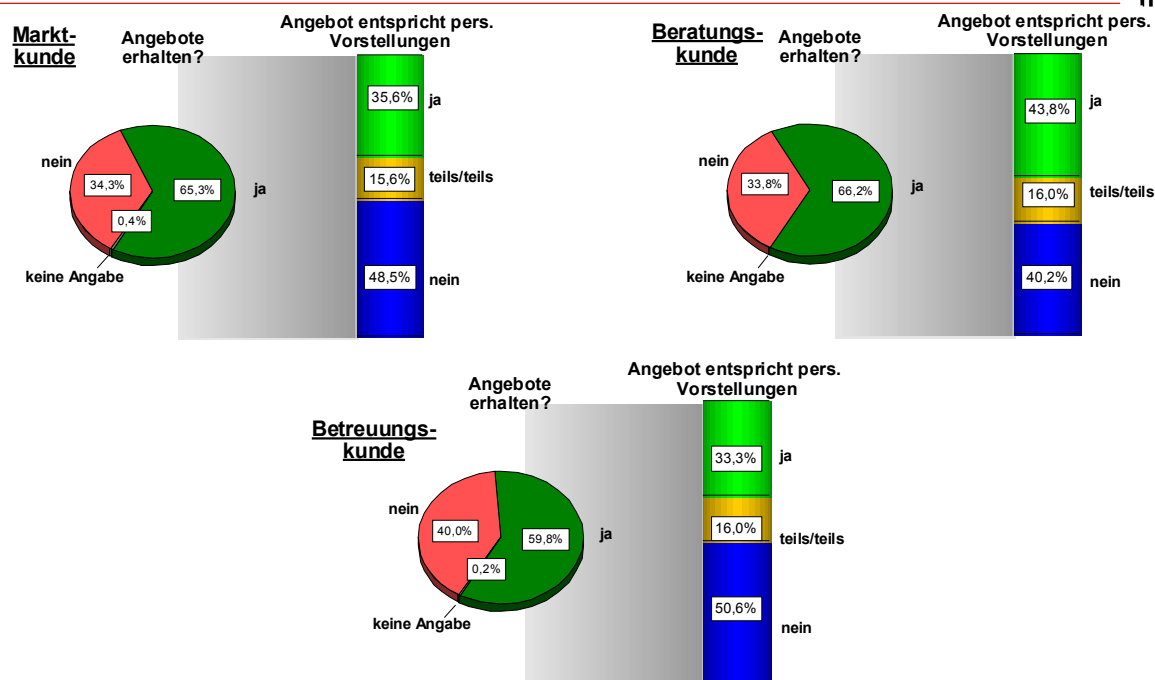 Markt-
kunde
Angebote
erhalten?
Angebot entspricht pers.
Vorstellungen
35,6%
ja
nein
34,3%
65,3%
ja
15,6%
teils/teils
0,4%
keine Angabe
48,5%
nein
Beratungs-
kunde
Angebote
erhalten?
Angebot entspricht pers.
Vorstellungen
43,8%
ja
nein
33,8%
66,2%
ja
16,0%
teils/teils
40,2%
nein
Betreuungs-
kunde
Angebote
erhalten?
Angebot entspricht pers.
Vorstellungen
33,3%
ja
nein
40,0%
59,8%
ja
16,0%
teils/teils
0,2%
keine Angabe
50,6%
nein